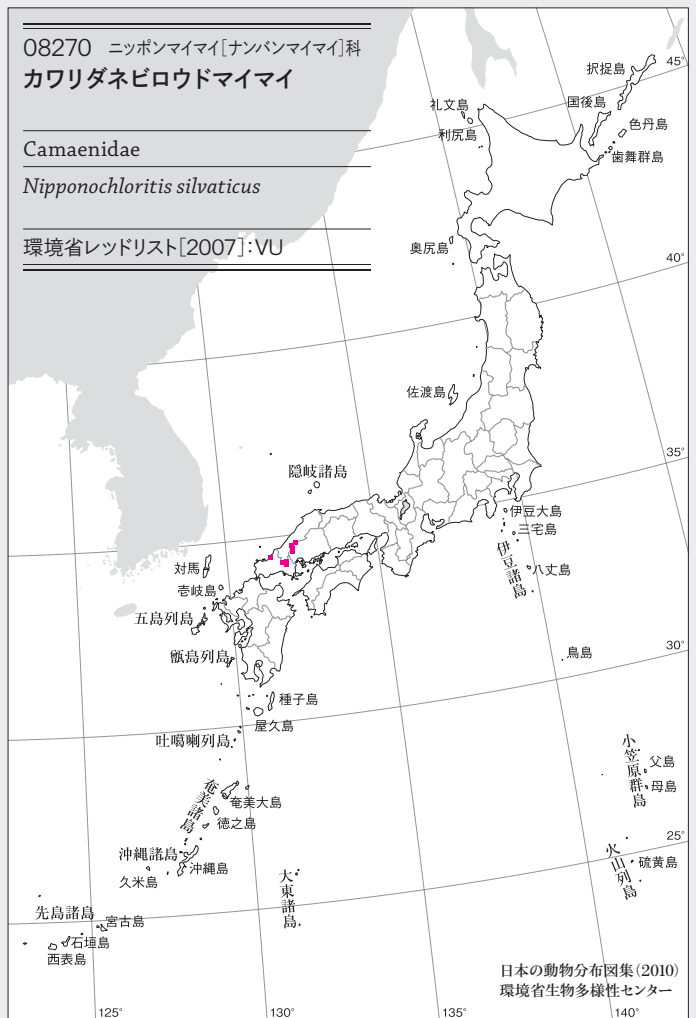 08270 ニッポンマイマイ[ナンバンマイマイ]科
カワリダネビロウドマイマイ
Camaenidae
Nipponochloritis silvaticus
環境省レッドリスト[2007]:VU
択捉島
45°
礼文島
国後島
利尻島
色丹島
歯舞群島
奥尻島
40°
佐渡島
35°
隠岐諸島
伊豆大島
三宅島
伊豆諸島
八丈島
対馬
壱岐島
五島列島
甑島列島
鳥島
30°
種子島
屋久島
吐噶喇列島
小笠原群島
父島
母島
奄美諸島
奄美大島
徳之島
25°
沖縄諸島
沖縄島
久米島
火山列島
硫黄島
大東諸島
先島諸島
宮古島
石垣島
西表島
日本の動物分布図集(2010)
環境省生物多様性センター
125°
130°
135°
140°